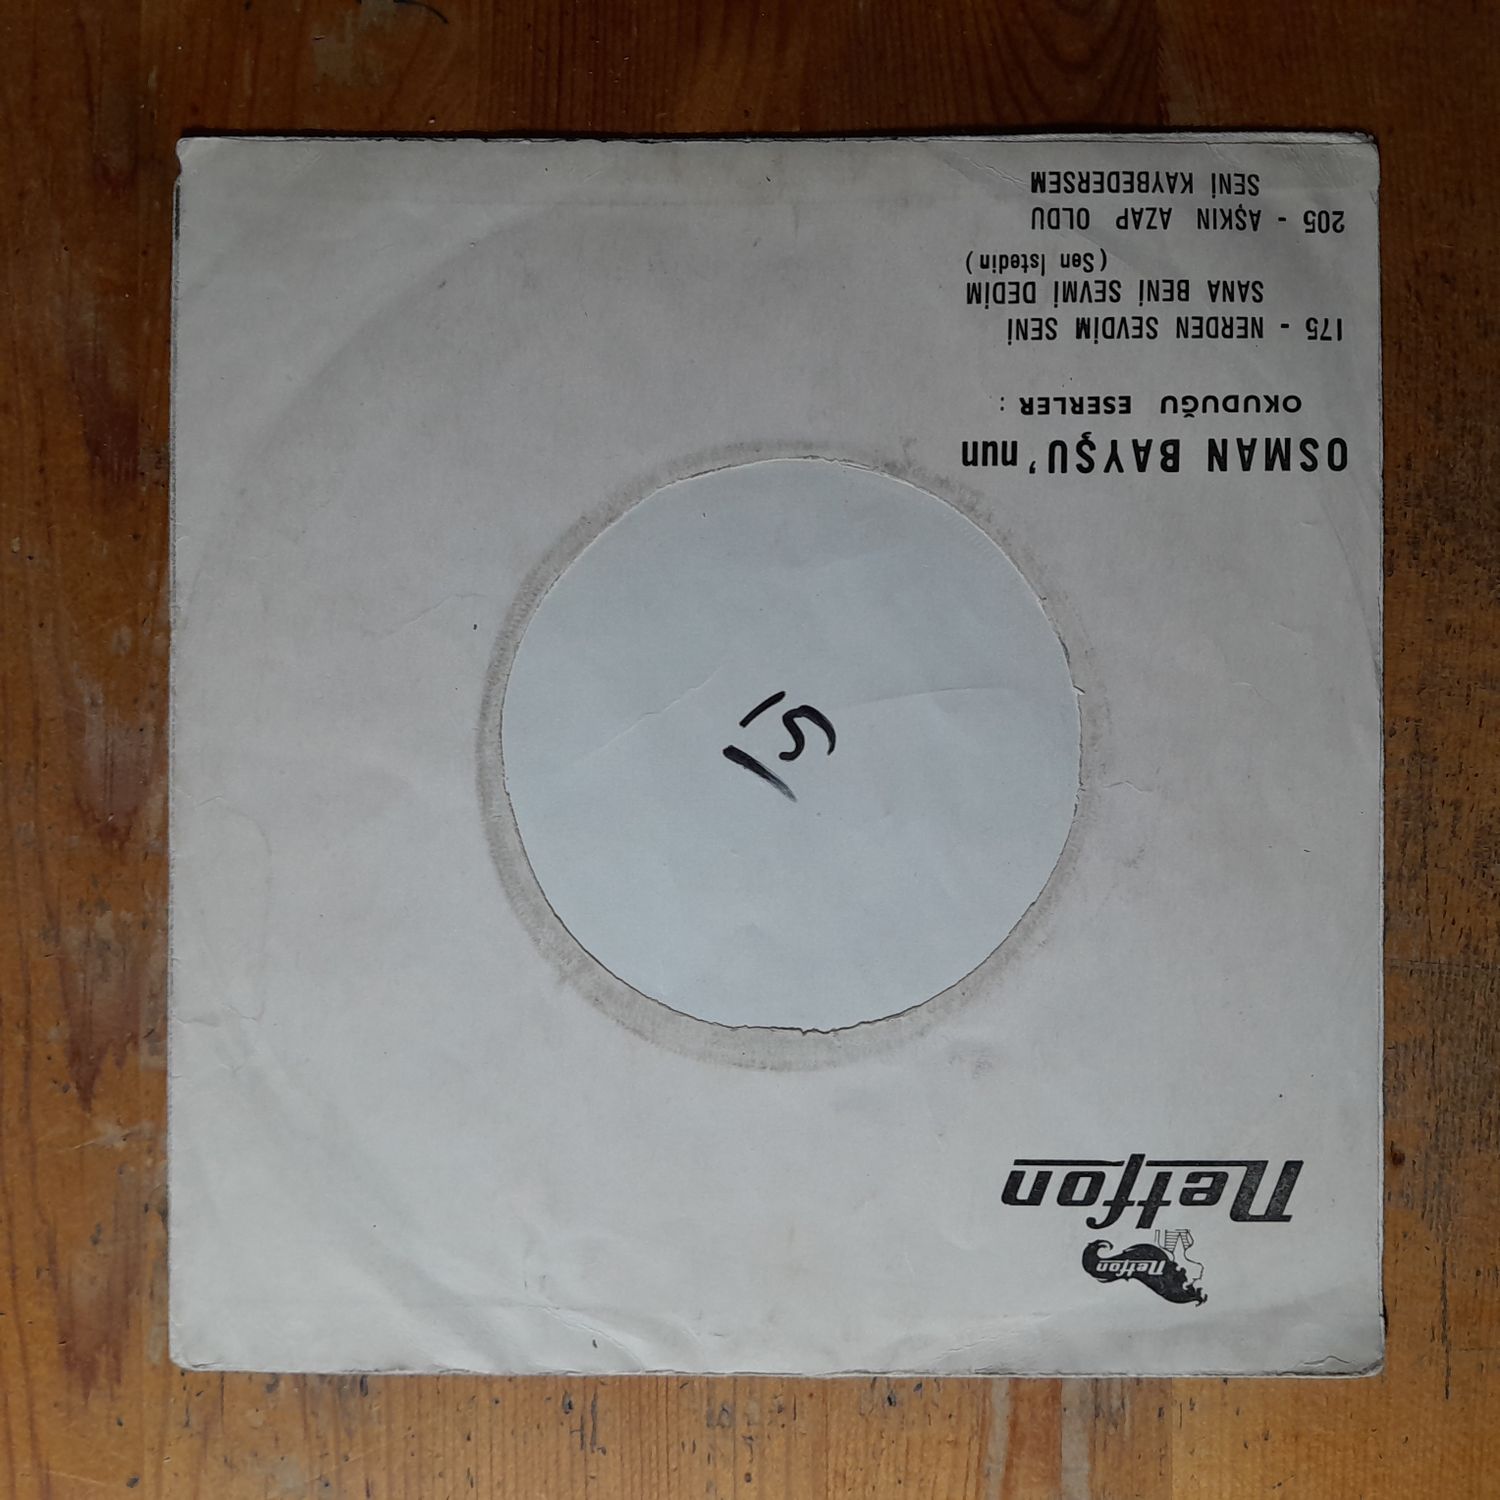 Netfon
Netfon
OSMAN BAYŞU'nun
OKUDUĞU ESERLER :
175 - NERDEN SEVDİM SENİ
SANA BENİ SEVMİ DEDİM
( Sen İstedin )
205 - AŞKIN AZAP OLDU
SENİ KAYBEDERSEM
15